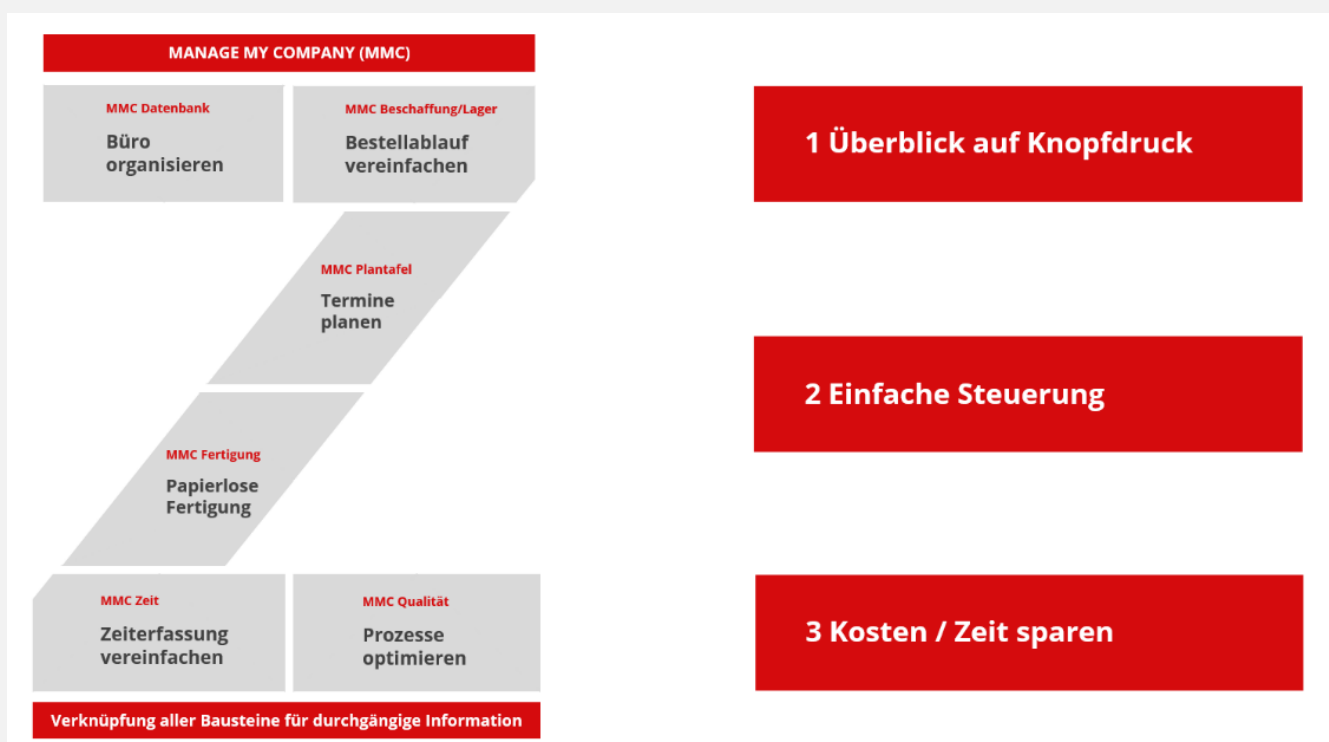 MANAGE MY COMPANY (MMC)
MMC Datenbank
Büro
organisieren
MMC Beschaffung/Lager
Bestellablauf
vereinfachen
MMC Plantafel
Termine
planen
MMC Fertigung
Papierlose
Fertigung
MMC Zeit
Zeiterfassung
vereinfachen
MMC Qualität
Prozesse
optimieren
Verknüpfung aller Bausteine für durchgängige Information
1 Überblick auf Knopfdruck
2 Einfache Steuerung
3 Kosten / Zeit sparen